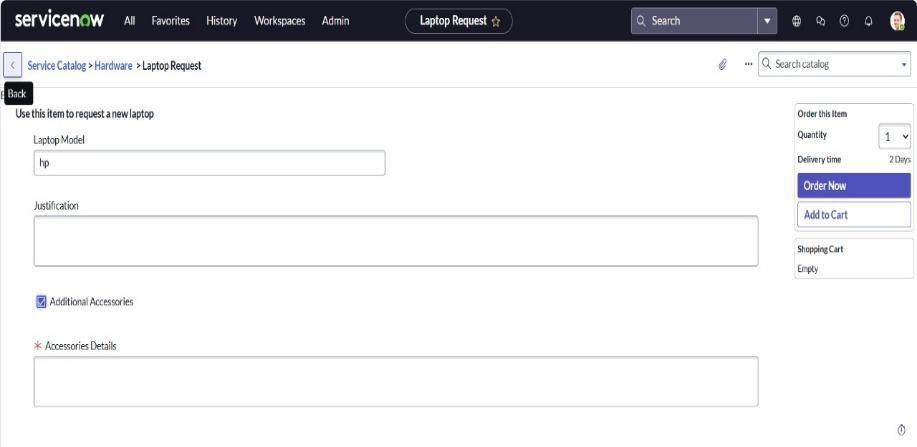 servicenow All Favorites History Workspaces Admin Laptop Request Search
Service Catalog > Hardware > Laptop Request Search catalog
Back
Use this item to request a new laptop
Laptop Model
hp
Justification
Additional Accessories
* Accessories Details
Order this Item
Quantity 1
Delivery time 2 Days
Order Now
Add to Cart
Shopping Cart
Empty